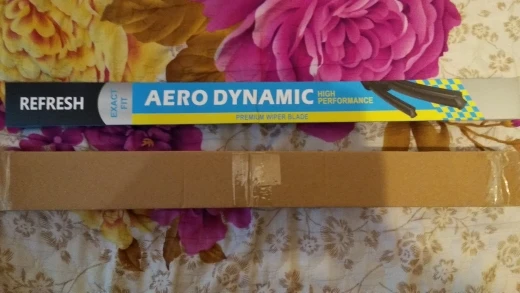 REFRESH
EXACT
FIT
AERO DYNAMIC
HIGH
PERFORMANCE
PREMIUM WIPER BLADE